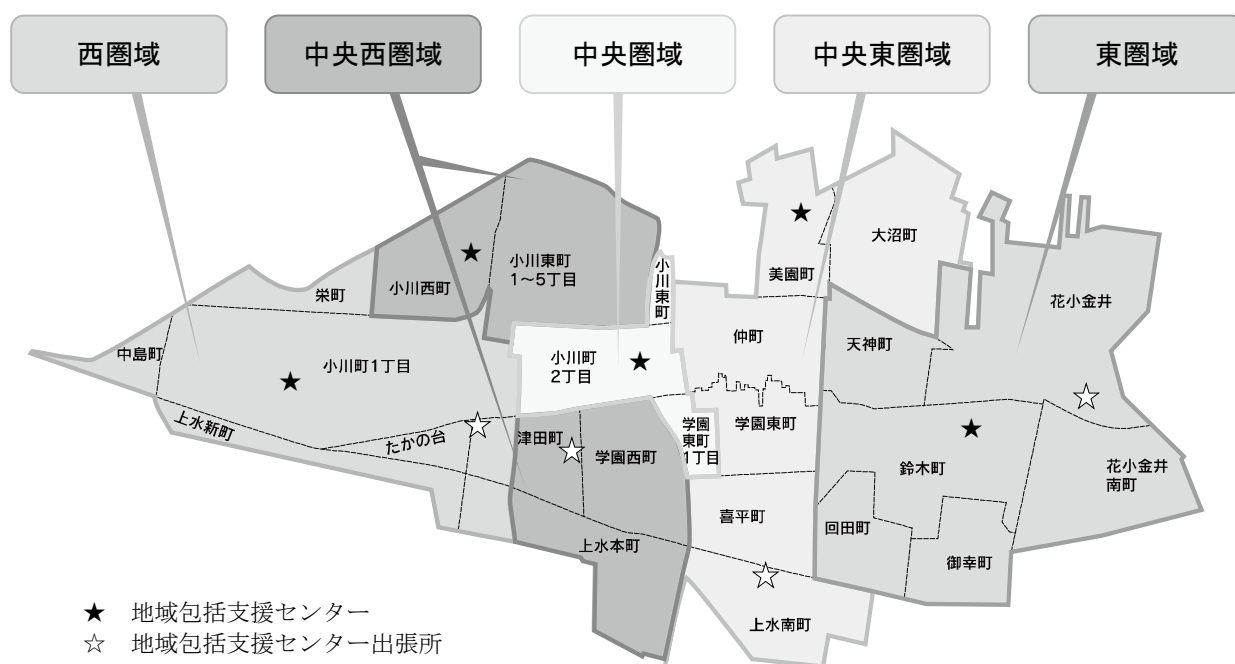 西圏域
中央西圏域
中央圏域
中央東圏域
東圏域
大沼町
美園町
小川東町
1〜5丁目
小川西町
小川東町
花小金井
栄町
中島町
小川町1丁目
小川町
2丁目
仲町
天神町
上水新町
たかの台
津田町
学園西町
学園
東町
1丁目
学園東町
鈴木町
花小金井
南町
喜平町
回田町
上水本町
御幸町
上水南町
★ 地域包括支援センター
☆ 地域包括支援センター出張所